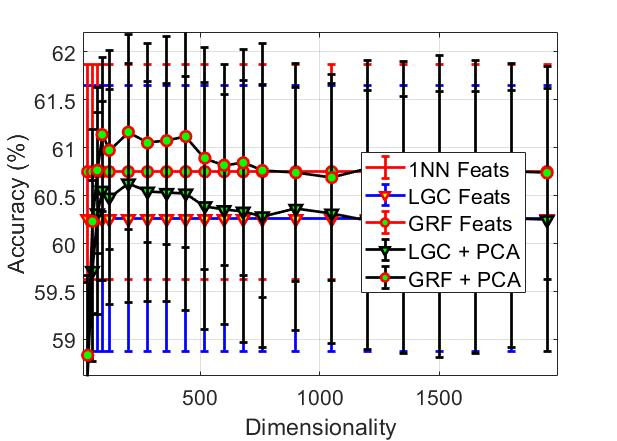 62
61.5
61
60.5
60
59.5
59
Accuracy (%)
1NN Feats
LGC Feats
GRF Feats
LGC + PCA
GRF + PCA
500
1000
1500
Dimensionality